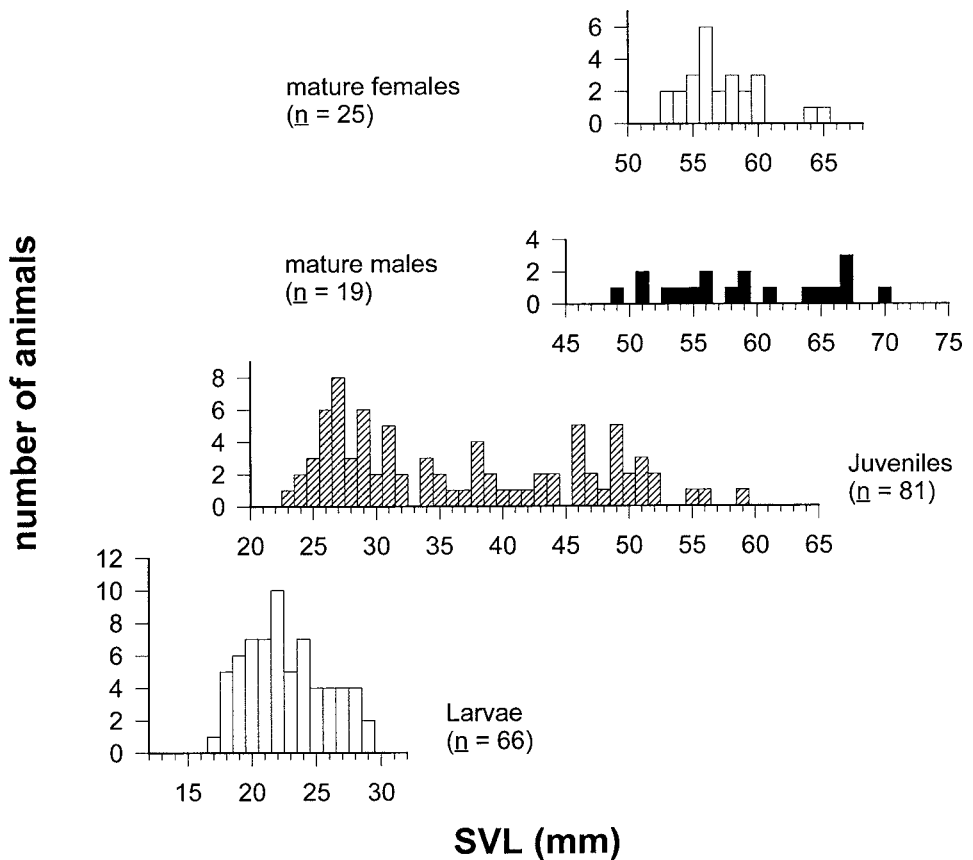 6
4
2
0
mature females
(n = 25)
50 55 60 65
number of animals
4
2
0
mature males
(n = 19)
45 50 55 60 65 70 75
8
6
4
2
0
Juveniles
(n = 81)
20 25 30 35 40 45 50 55 60 65
12
10
8
6
4
2
0
Larvae
(n = 66)
15 20 25 30
SVL (mm)